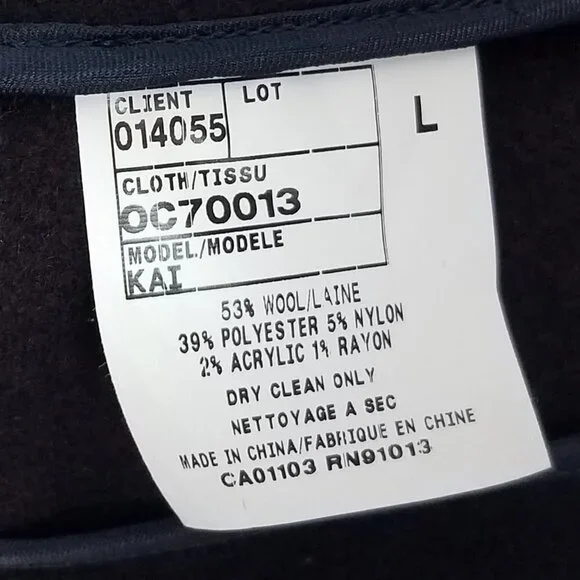 CLIENT LOT L
014055
CLOTH/TISSU
OC70013
MODEL./MODELE
KAI
53% WOOL/LAINE
39% POLYESTER 5% NYLON
2% ACRYLIC 1% RAYON
DRY CLEAN ONLY
NETTOYAGE A SEC
MADE IN CHINA/FABRIQUE EN CHINE
CA01103 RN91013